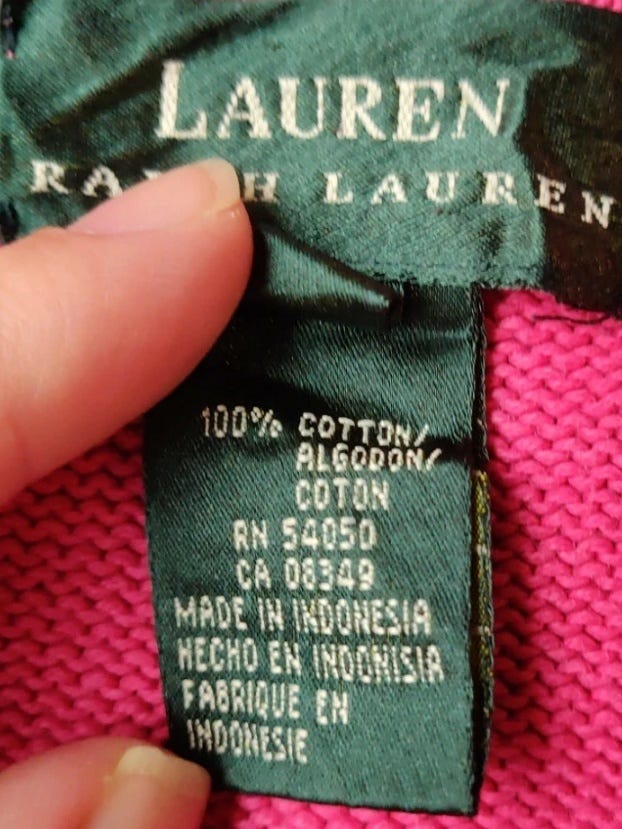 LAUREN
RALPH LAUREN
100% COTTON/
ALGODON/
COTON
RN 54050
CA 08349
MADE IN INDONESIA
HECHO EN INDONISIA
FABRIQUE EN
INDONESIE